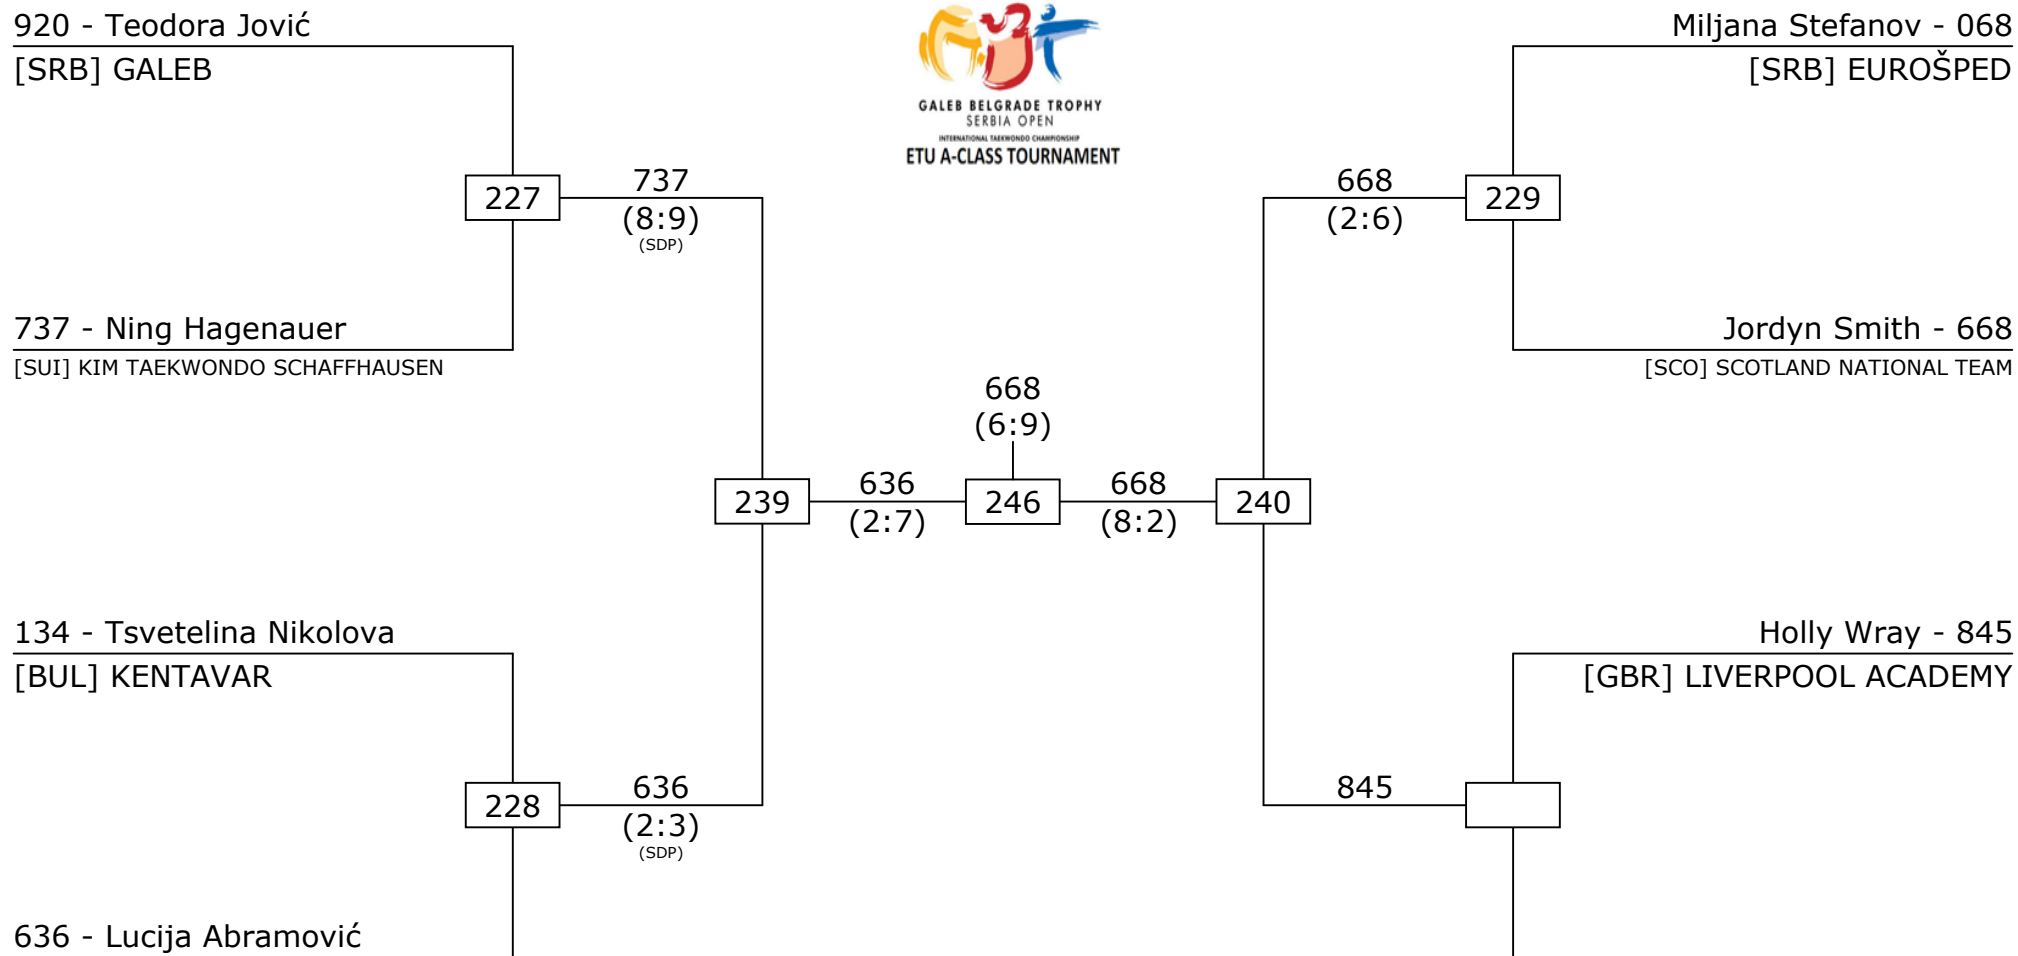 920 - Teodora Jović
[SRB] GALEB
GALEB BELGRADE TROPHY
SERBIA OPEN
INTERNATIONAL TAEKWONDO CHAMPIONSHIP
ETU A-CLASS TOURNAMENT
Miljana Stefanov - 068
[SRB] EUROŠPED
227
737
(8:9)
(SDP)
668
(2:6)
229
737 - Ning Hagenauer
[SUI] KIM TAEKWONDO SCHAFFHAUSEN
Jordyn Smith - 668
[SCO] SCOTLAND NATIONAL TEAM
668
(6:9)
239
636
(2:7)
246
668
(8:2)
240
134 - Tsvetelina Nikolova
[BUL] KENTAVAR
Holly Wray - 845
[GBR] LIVERPOOL ACADEMY
228
636
(2:3)
(SDP)
845
636 - Lucija Abramović